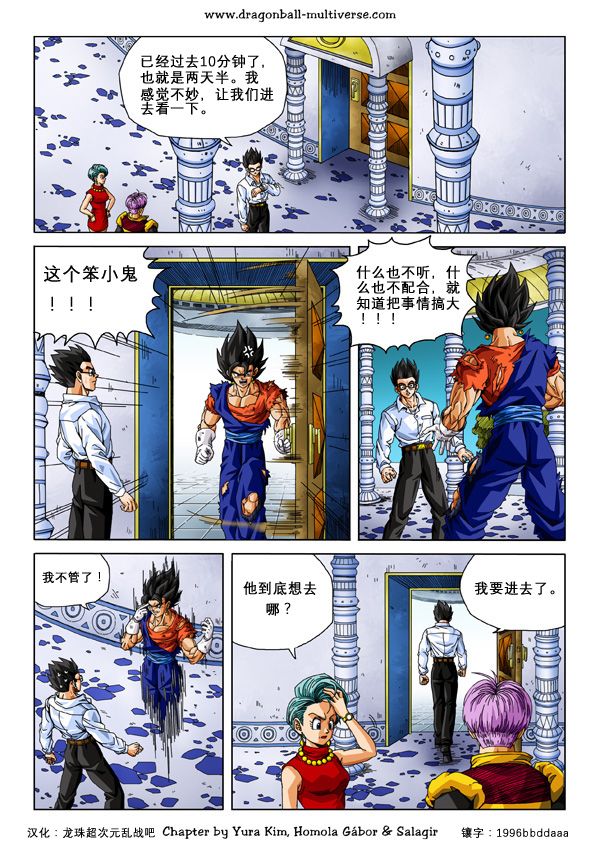 www.dragonball-multiverse.com
已经过去10分钟了，
也就是两天半。我
感觉不妙，让我们进
去看一下。
这个笨小鬼
！！！
什么也不听，什
么也不配合，就
知道把事情搞大
！！！
我不管了！
他到底想去
哪？
我要进去了。
汉化：龙珠超次元乱战吧 Chapter by Yura Kim, Homola Gábor & Salagir 镶字：1996bbddaaa